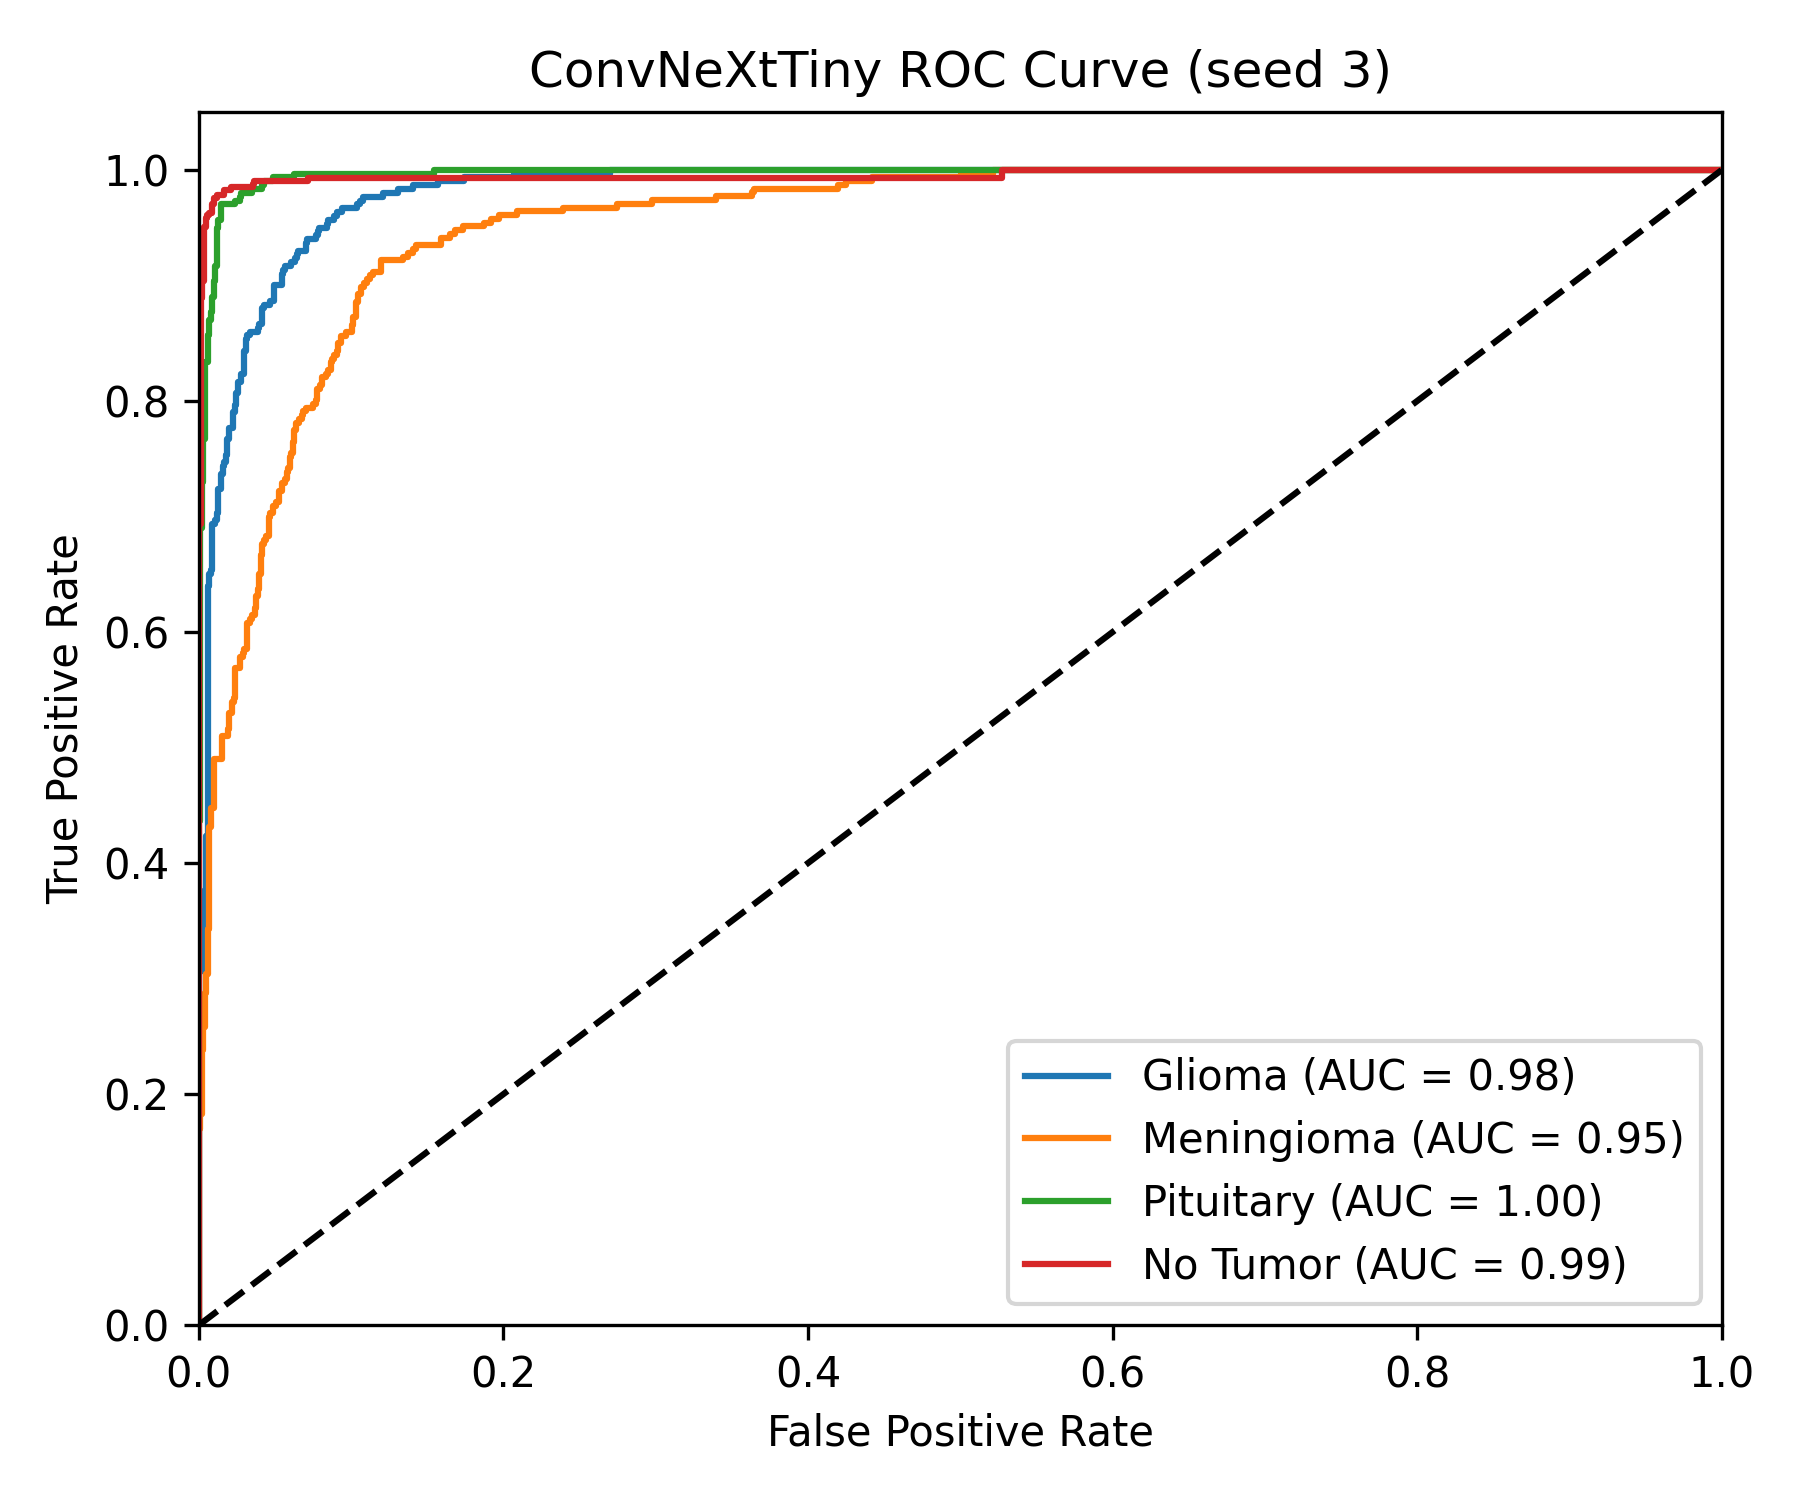 ConvNeXtTiny ROC Curve (seed 3)
1.0
0.8
0.6
0.4
0.2
0.0
True Positive Rate
0.0 0.2 0.4 0.6 0.8 1.0
False Positive Rate
Glioma (AUC = 0.98)
Meningioma (AUC = 0.95)
Pituitary (AUC = 1.00)
No Tumor (AUC = 0.99)